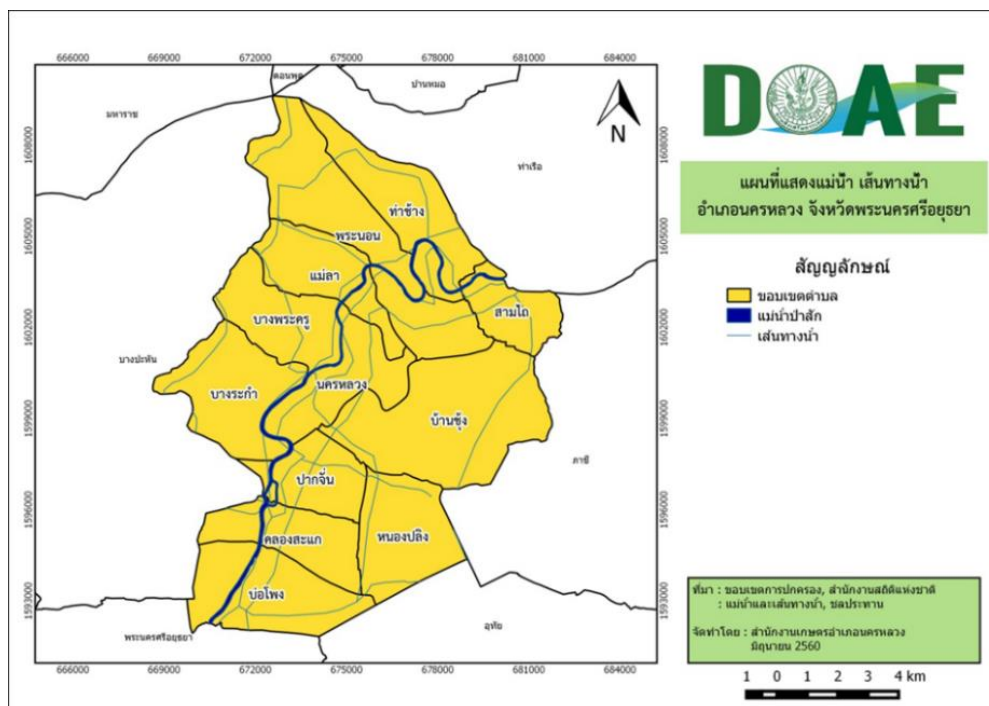 666000 669000 672000 675000 678000 681000
ดอนพุด
บ้านหมอ
มหาราช
ท่าเรือ
1608000 1608000
ท่าช้าง
พระนอน
1605000 1605000
แม่ลา
สามไถ
บางพระครู
1602000 1602000
บางปะหัน
นครหลวง
บางระกำ
บ้านชุ้ง
1599000 1599000
ภาชี
ปากจั่น
1596000 1596000
หนองปลิง
คลองสะแก
บ่อโพง
1593000 1593000
พระนครศรีอยุธยา
อุทัย
666000 669000 672000 675000 678000 681000 684000
N
DOAE
แผนที่แสดงแม่น้ำ เส้นทางน้ำ
อำเภอนครหลวง จังหวัดพระนครศรีอยุธยา
สัญญลักษณ์
ขอบเขตตำบล
แม่น้ำป่าสัก
เส้นทางน้ำ
ที่มา : ขอบเขตการปกครอง, สำนักงานสถิติแห่งชาติ
: แม่น้ำและเส้นทางน้ำ, ชลประทาน
จัดทำโดย : สำนักงานเกษตรอำเภอนครหลวง
มิถุนายน 2560
1 0 1 2 3 4 km